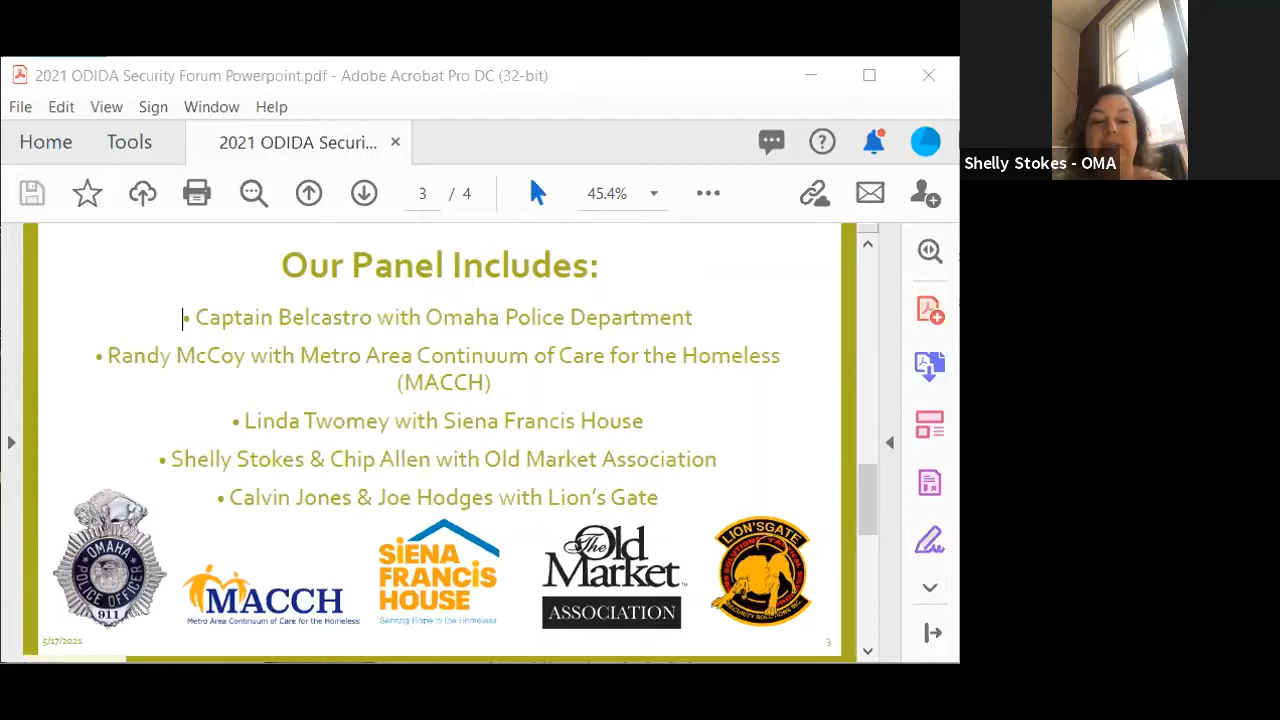 2021 ODIDA Security Forum Powerpoint.pdf - Adobe Acrobat Pro DC (32-bit)
File Edit View Sign Window Help
Home Tools 2021 ODIDA Securi...
3 / 4 45.4%
Shelly Stokes - OMA
Our Panel Includes:
• Captain Belcastro with Omaha Police Department
• Randy McCoy with Metro Area Continuum of Care for the Homeless
(MACCH)
• Linda Twomey with Siena Francis House
• Shelly Stokes & Chip Allen with Old Market Association
• Calvin Jones & Joe Hodges with Lion's Gate
OMAHA
POLICE OFFICER
911
MACCH
Metro Area Continuum of Care for the Homeless
SIENA
FRANCIS
HOUSE
Serving Hope to the Homeless
The Old
Market
ASSOCIATION
LION'SGATE
SECURITY SOLUTIONS INC.
5/17/2021
3